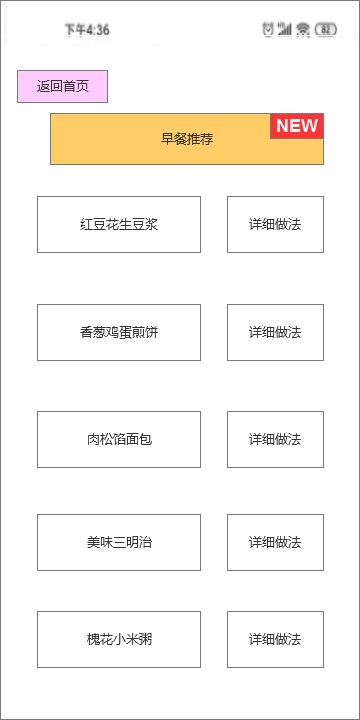 下午4:36
82
返回首页
NEW
早餐推荐
红豆花生豆浆 详细做法
香葱鸡蛋煎饼 详细做法
肉松馅面包 详细做法
美味三明治 详细做法
槐花小米粥 详细做法